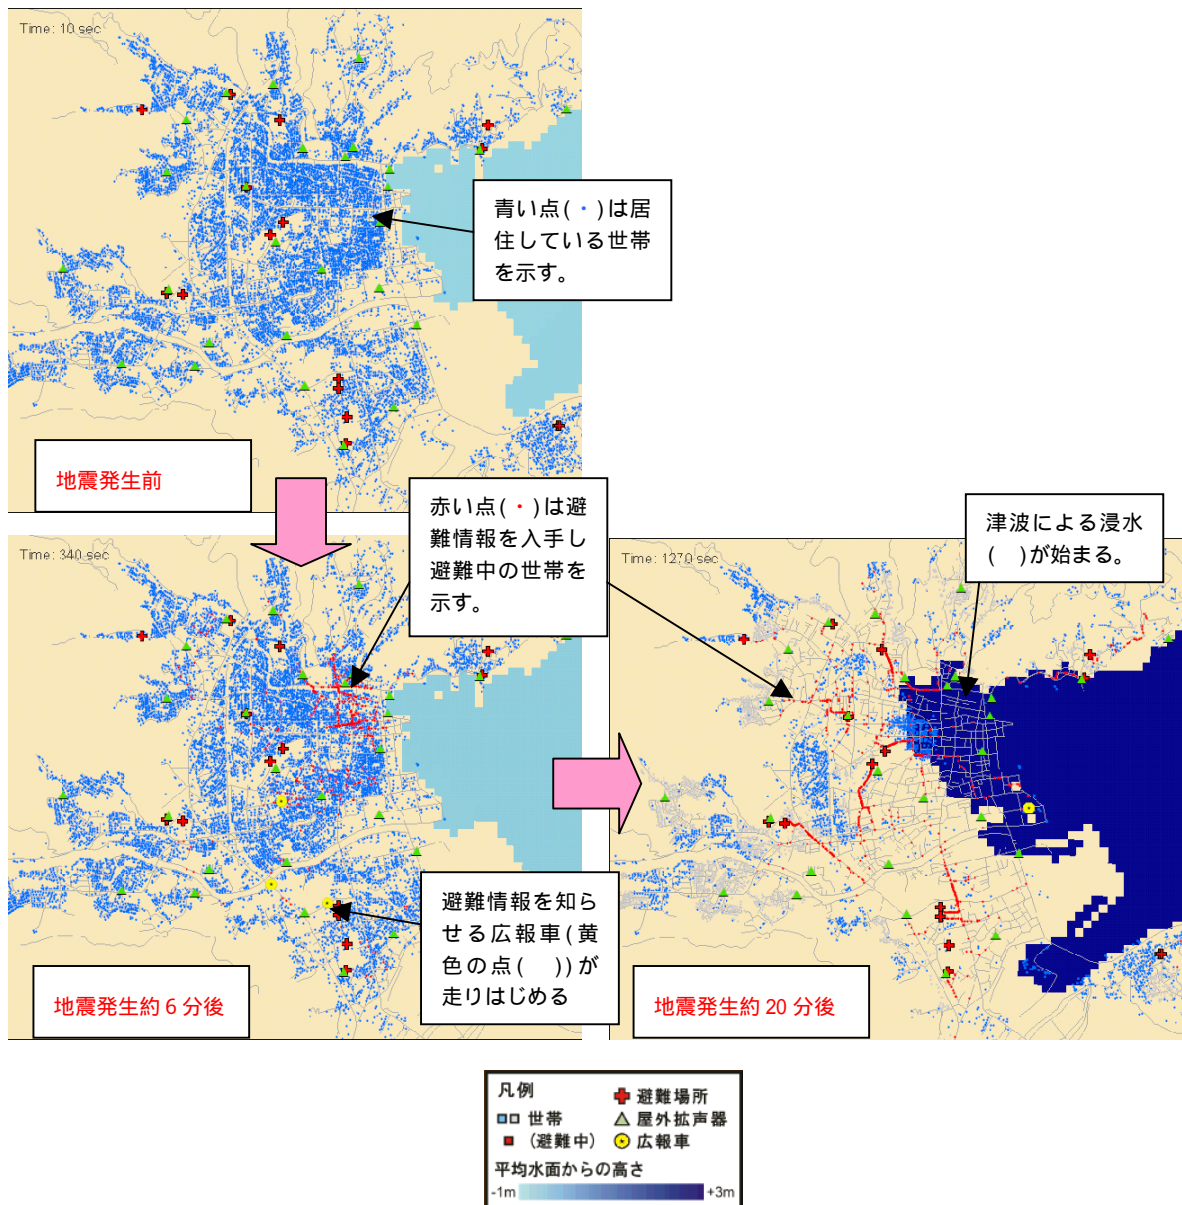 Time: 10 sec
青い点(・)は居
住している世帯
を示す。
地震発生前
赤い点(・)は避
難情報を入手し
避難中の世帯を
示す。
津波による浸水
(　)が始まる。
Time: 340 sec
Time: 1270 sec
避難情報を知ら
せる広報車(黄
色の点(　))が
走りはじめる
地震発生約6分後
地震発生約20分後
凡例
避難場所
世帯
屋外拡声器
(避難中)
広報車
平均水面からの高さ
-1m
+3m